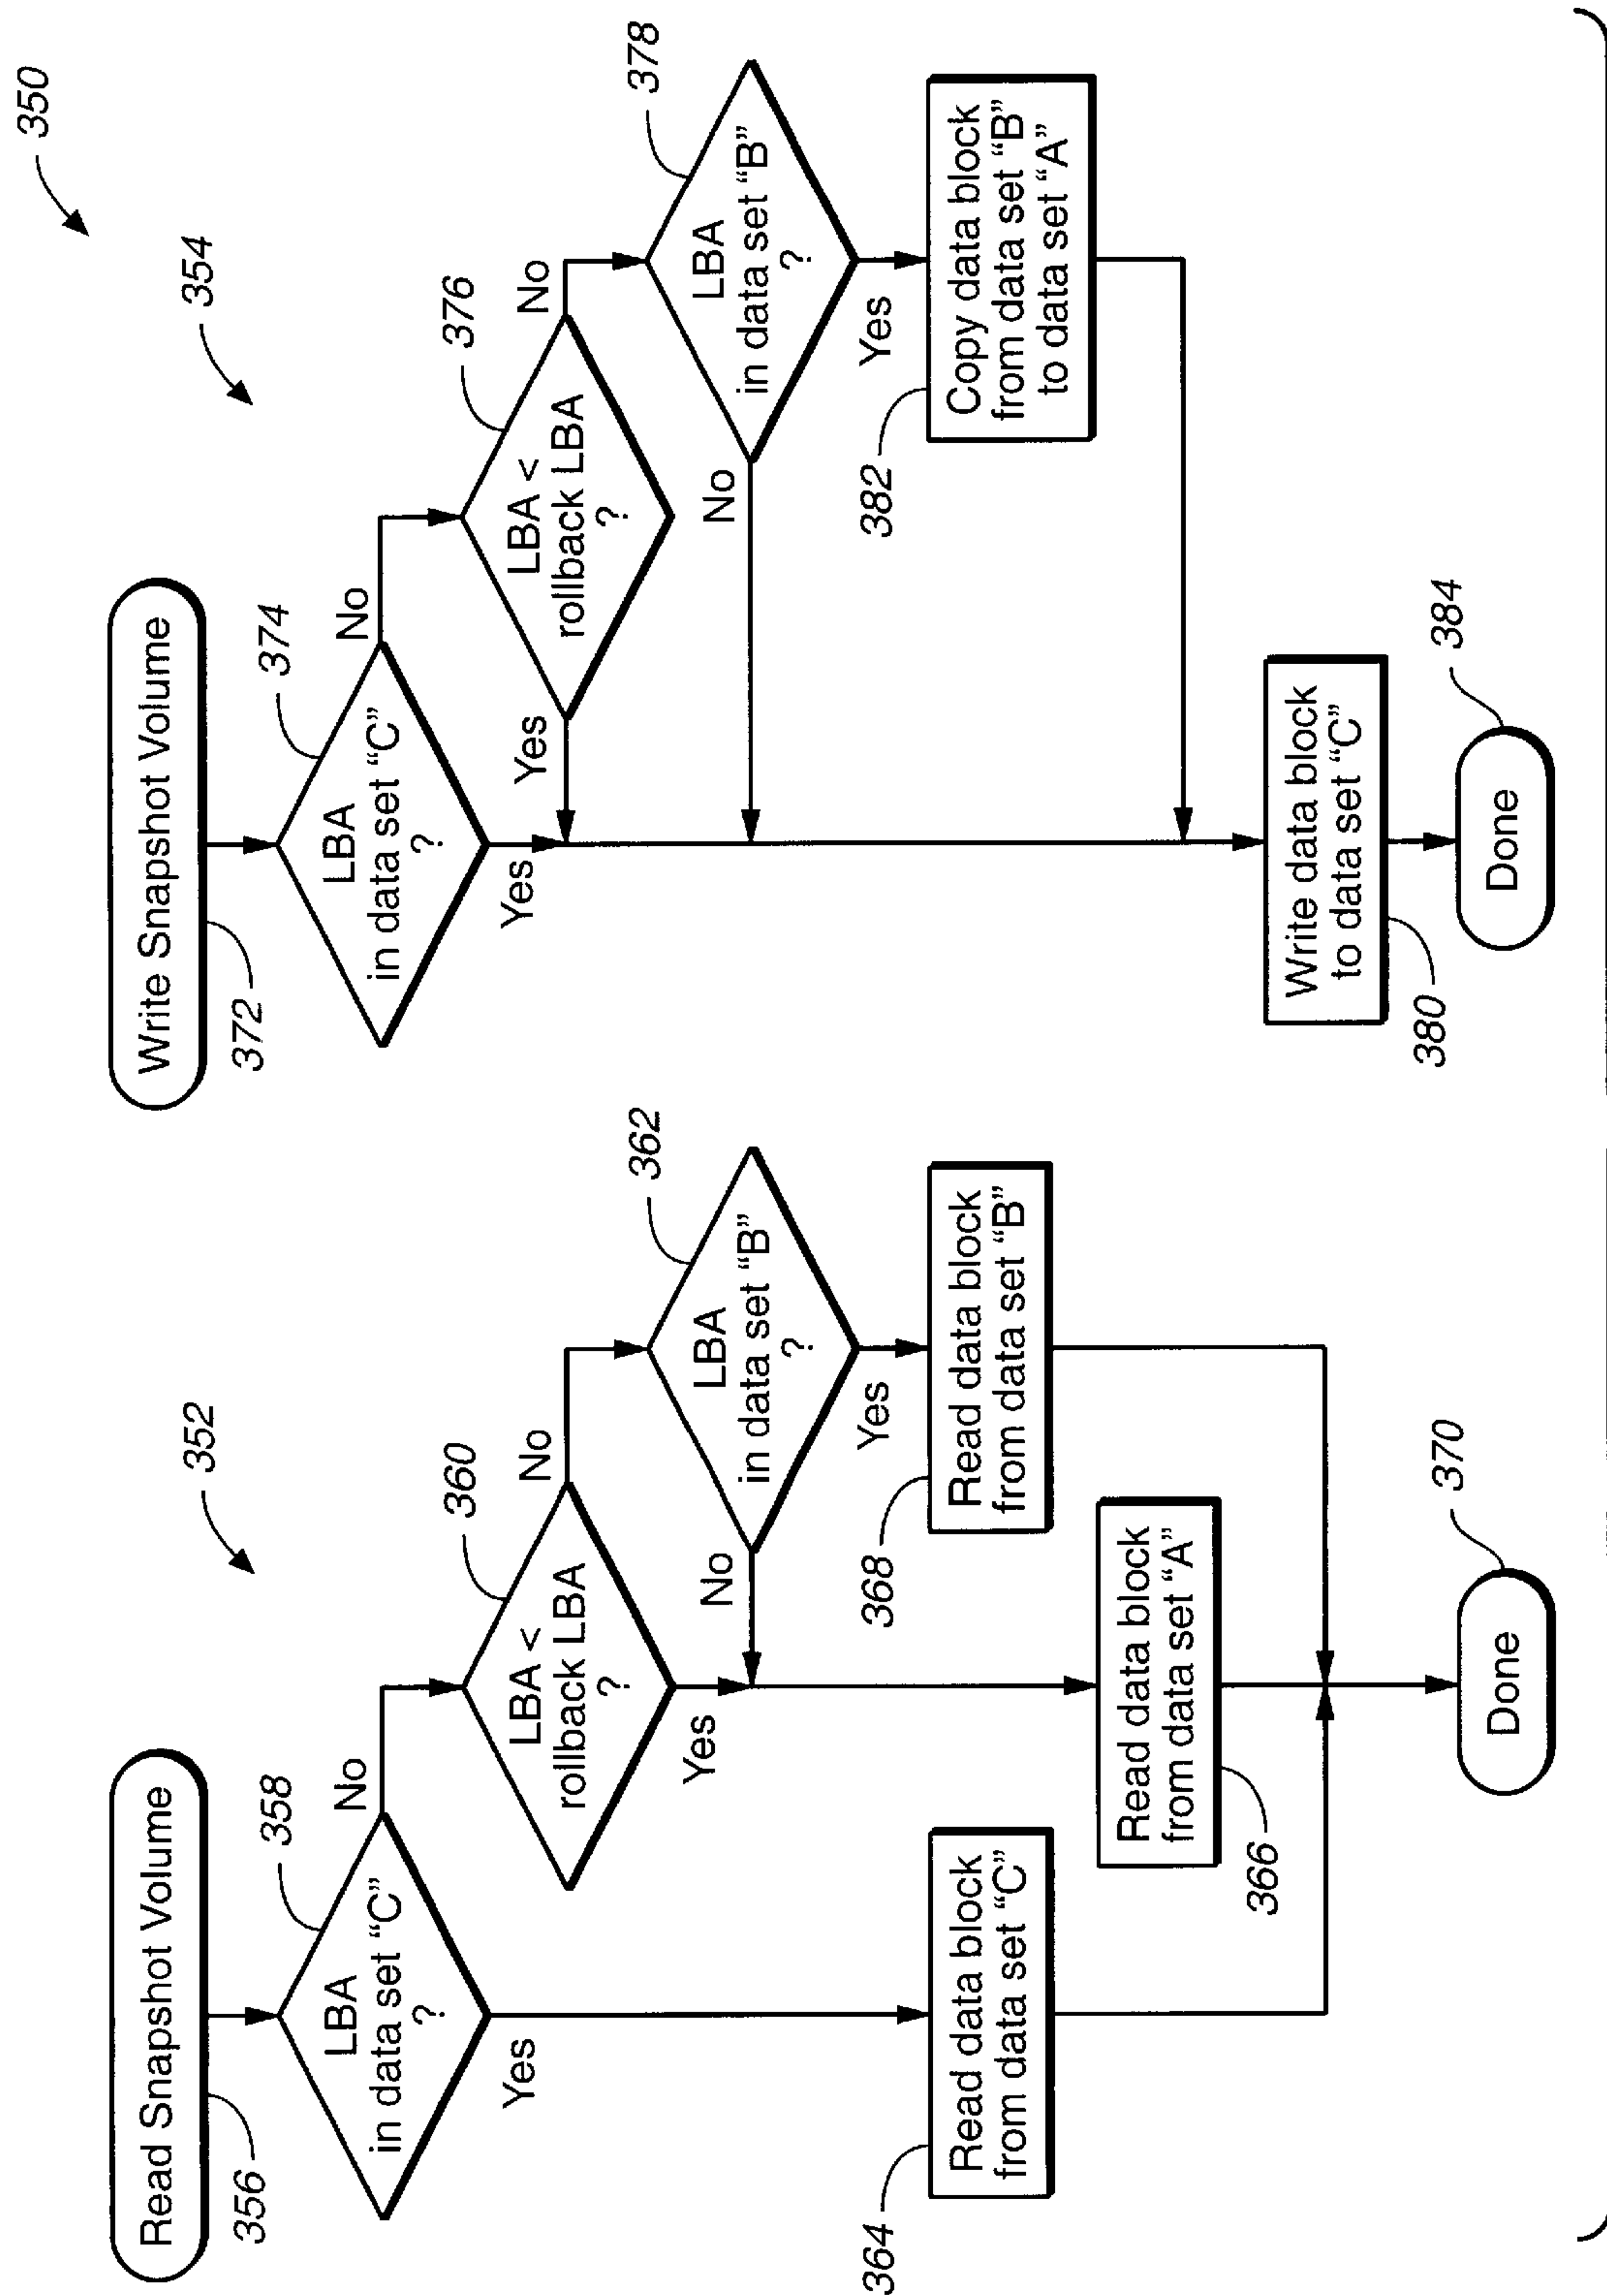 350
352
Read Snapshot Volume
356
358
LBA
in data set “C”
?
No
Yes
360
LBA <
rollback LBA
?
No
Yes
362
LBA
in data set “B”
?
No
Yes
364
Read data block
from data set “C”
368
Read data block
from data set “B”
Read data block
from data set “A”
366
370
Done
354
Write Snapshot Volume
372
374
LBA
in data set “C”
?
No
Yes
376
LBA <
rollback LBA
?
No
Yes
378
LBA
in data set “B”
?
No
Yes
382
Copy data block
from data set “B”
to data set “A”
Write data block
to data set “C”
380
384
Done